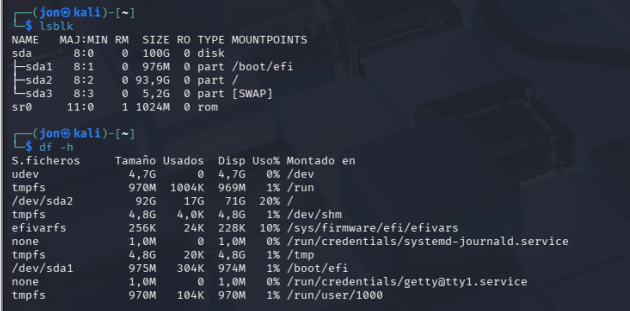 ┌──(jon㉿kali)-[~]
└─$ lsblk
NAME   MAJ:MIN RM  SIZE RO TYPE MOUNTPOINTS
sda      8:0    0  100G  0 disk
├─sda1   8:1    0  976M  0 part /boot/efi
├─sda2   8:2    0 93,9G  0 part /
└─sda3   8:3    0  5,2G  0 part [SWAP]
sr0     11:0    1 1024M  0 rom
┌──(jon㉿kali)-[~]
└─$ df -h
S.ficheros     Tamaño Usados  Disp Uso% Montado en
udev             4,7G      0  4,7G   0% /dev
tmpfs            970M  1004K  969M   1% /run
/dev/sda2         92G    17G   71G  20% /
tmpfs            4,8G   4,0K  4,8G   1% /dev/shm
efivarfs         256K    24K  228K  10% /sys/firmware/efi/efivars
none             1,0M      0  1,0M   0% /run/credentials/systemd-journald.service
tmpfs            4,8G    20K  4,8G   1% /tmp
/dev/sda1        975M   304K  974M   1% /boot/efi
none             1,0M      0  1,0M   0% /run/credentials/getty@tty1.service
tmpfs            970M   104K  970M   1% /run/user/1000